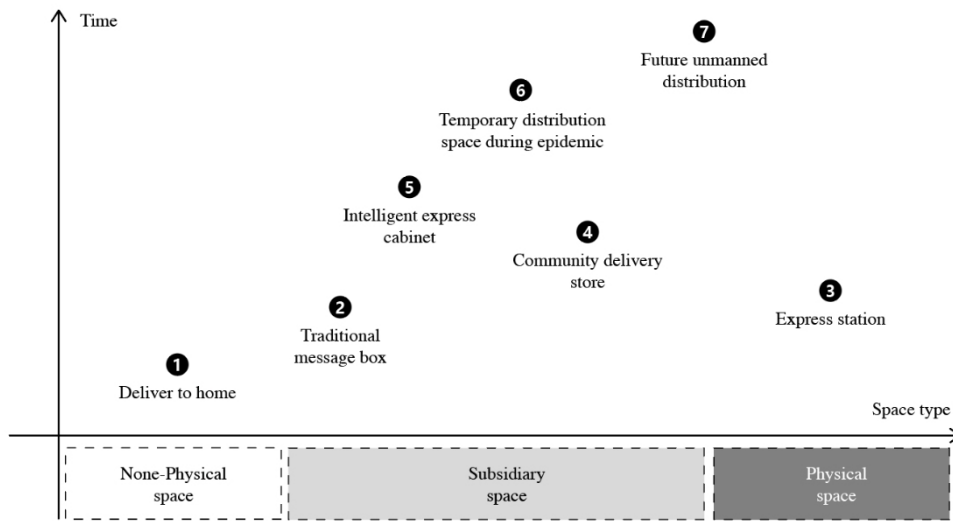 Time
7
Future unmanned
distribution
6
Temporary distribution
space during epidemic
5
Intelligent express
cabinet
4
Community delivery
store
3
Express station
2
Traditional
message box
1
Deliver to home
Space type
None-Physical
space
Subsidiary
space
Physical
space